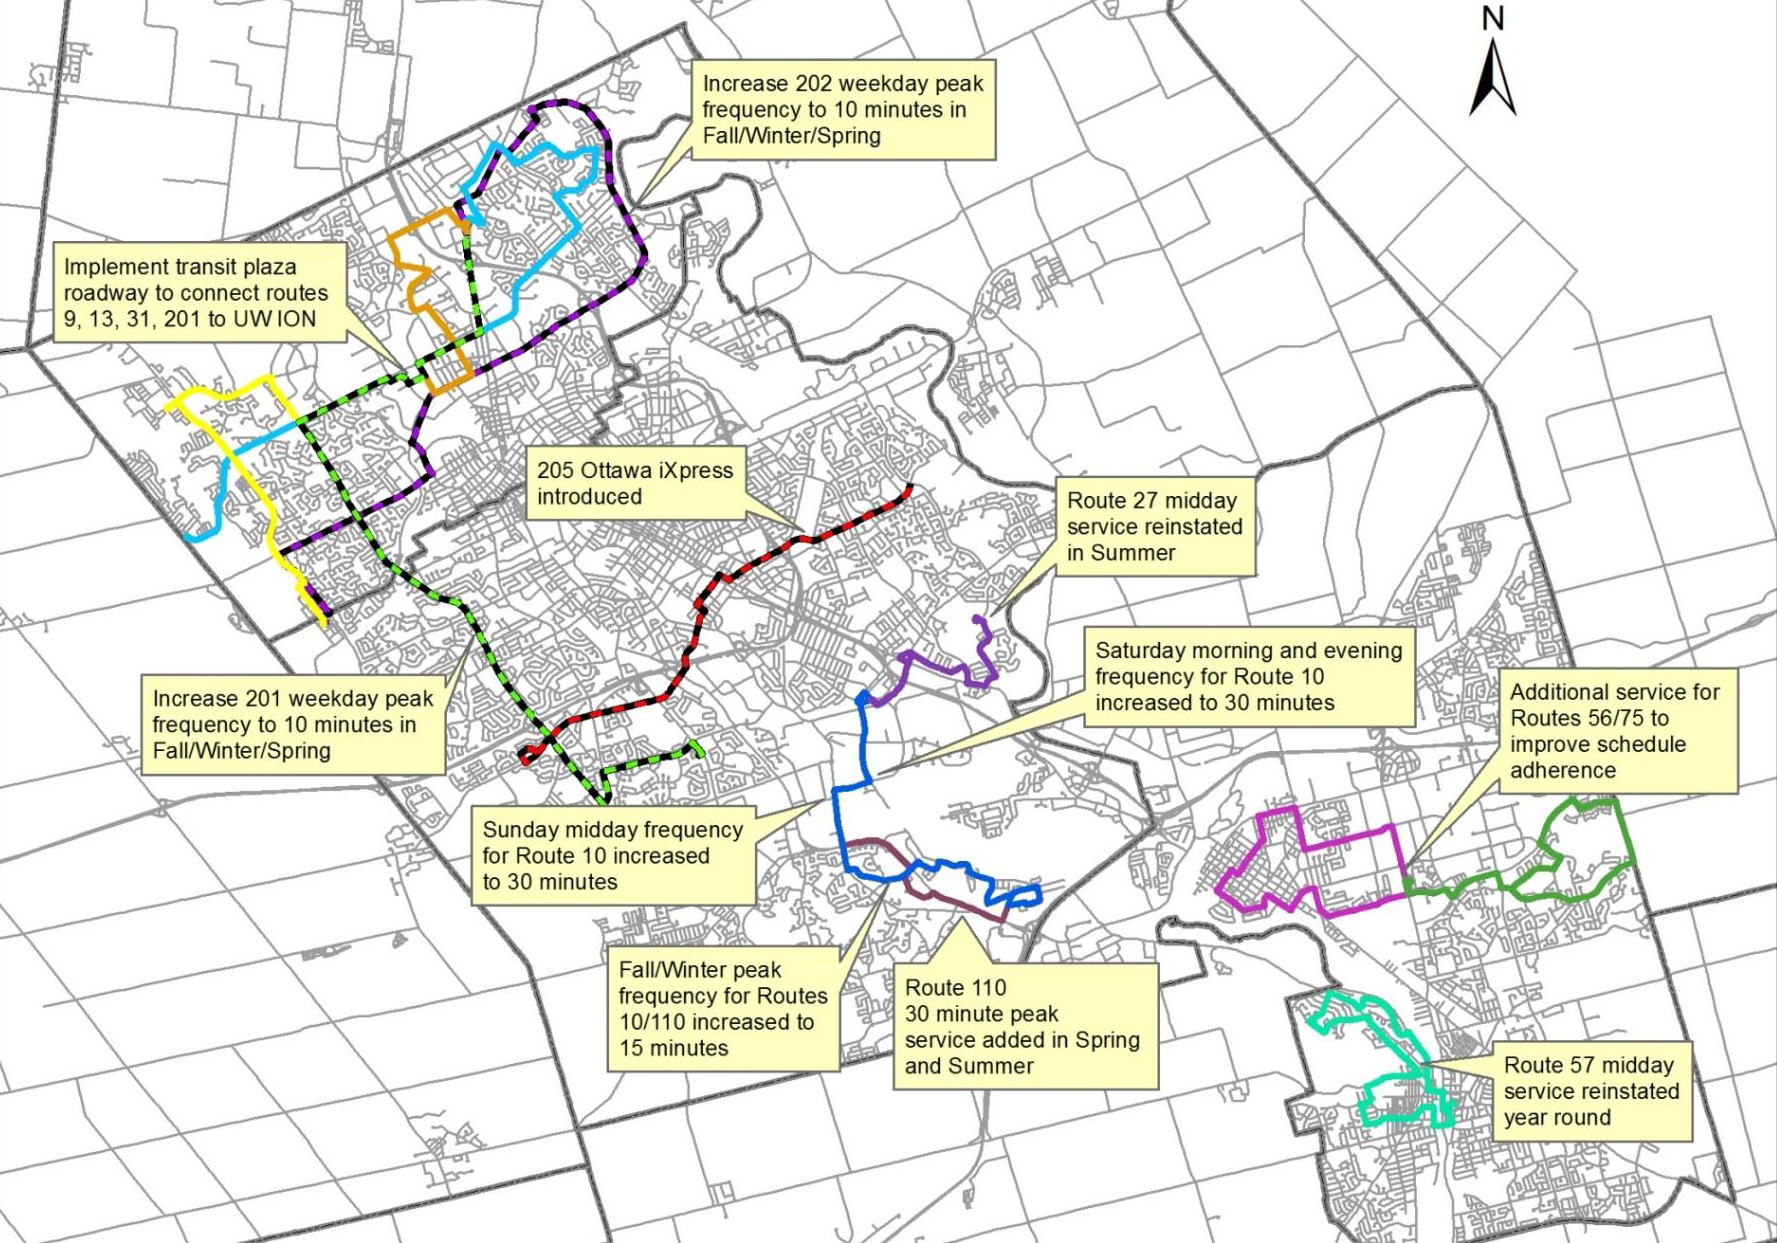 N
Increase 202 weekday peak
frequency to 10 minutes in
Fall/Winter/Spring
Implement transit plaza
roadway to connect routes
9, 13, 31, 201 to UW ION
205 Ottawa iXpress
introduced
Route 27 midday
service reinstated
in Summer
Saturday morning and evening
frequency for Route 10
increased to 30 minutes
Increase 201 weekday peak
frequency to 10 minutes in
Fall/Winter/Spring
Additional service for
Routes 56/75 to
improve schedule
adherence
Sunday midday frequency
for Route 10 increased
to 30 minutes
Fall/Winter peak
frequency for Routes
10/110 increased to
15 minutes
Route 110
30 minute peak
service added in Spring
and Summer
Route 57 midday
service reinstated
year round